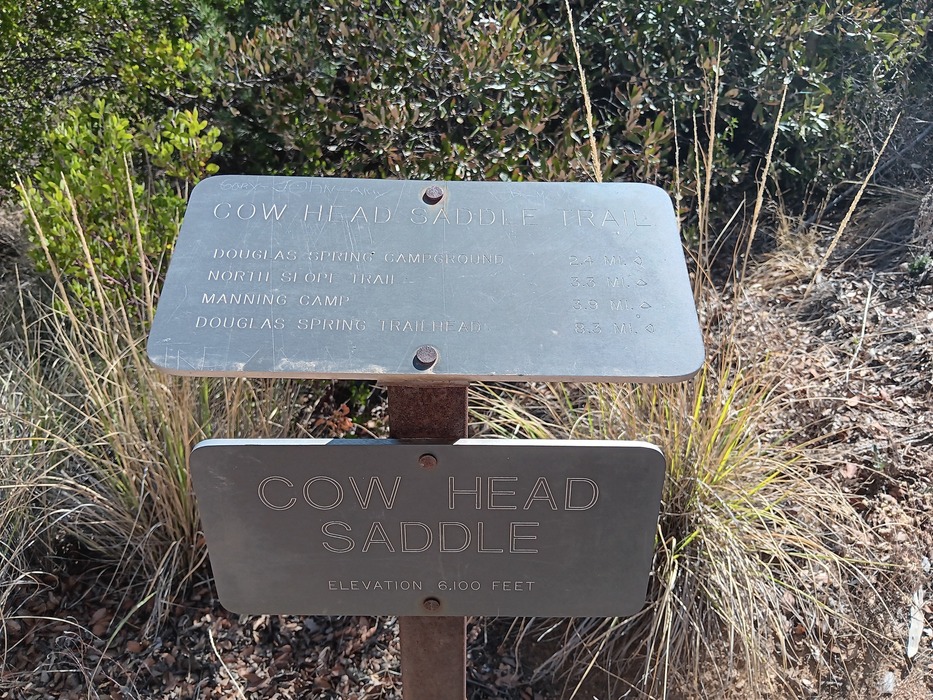 COW HEAD SADDLE TRAIL
DOUGLAS SPRING CAMPGROUND 2.4 MI.
NORTH SLOPE TRAIL 3.3 MI.
MANNING CAMP 3.9 MI.
DOUGLAS SPRING TRAILHEAD 8.3 MI.
COW HEAD
SADDLE
ELEVATION 6,100 FEET